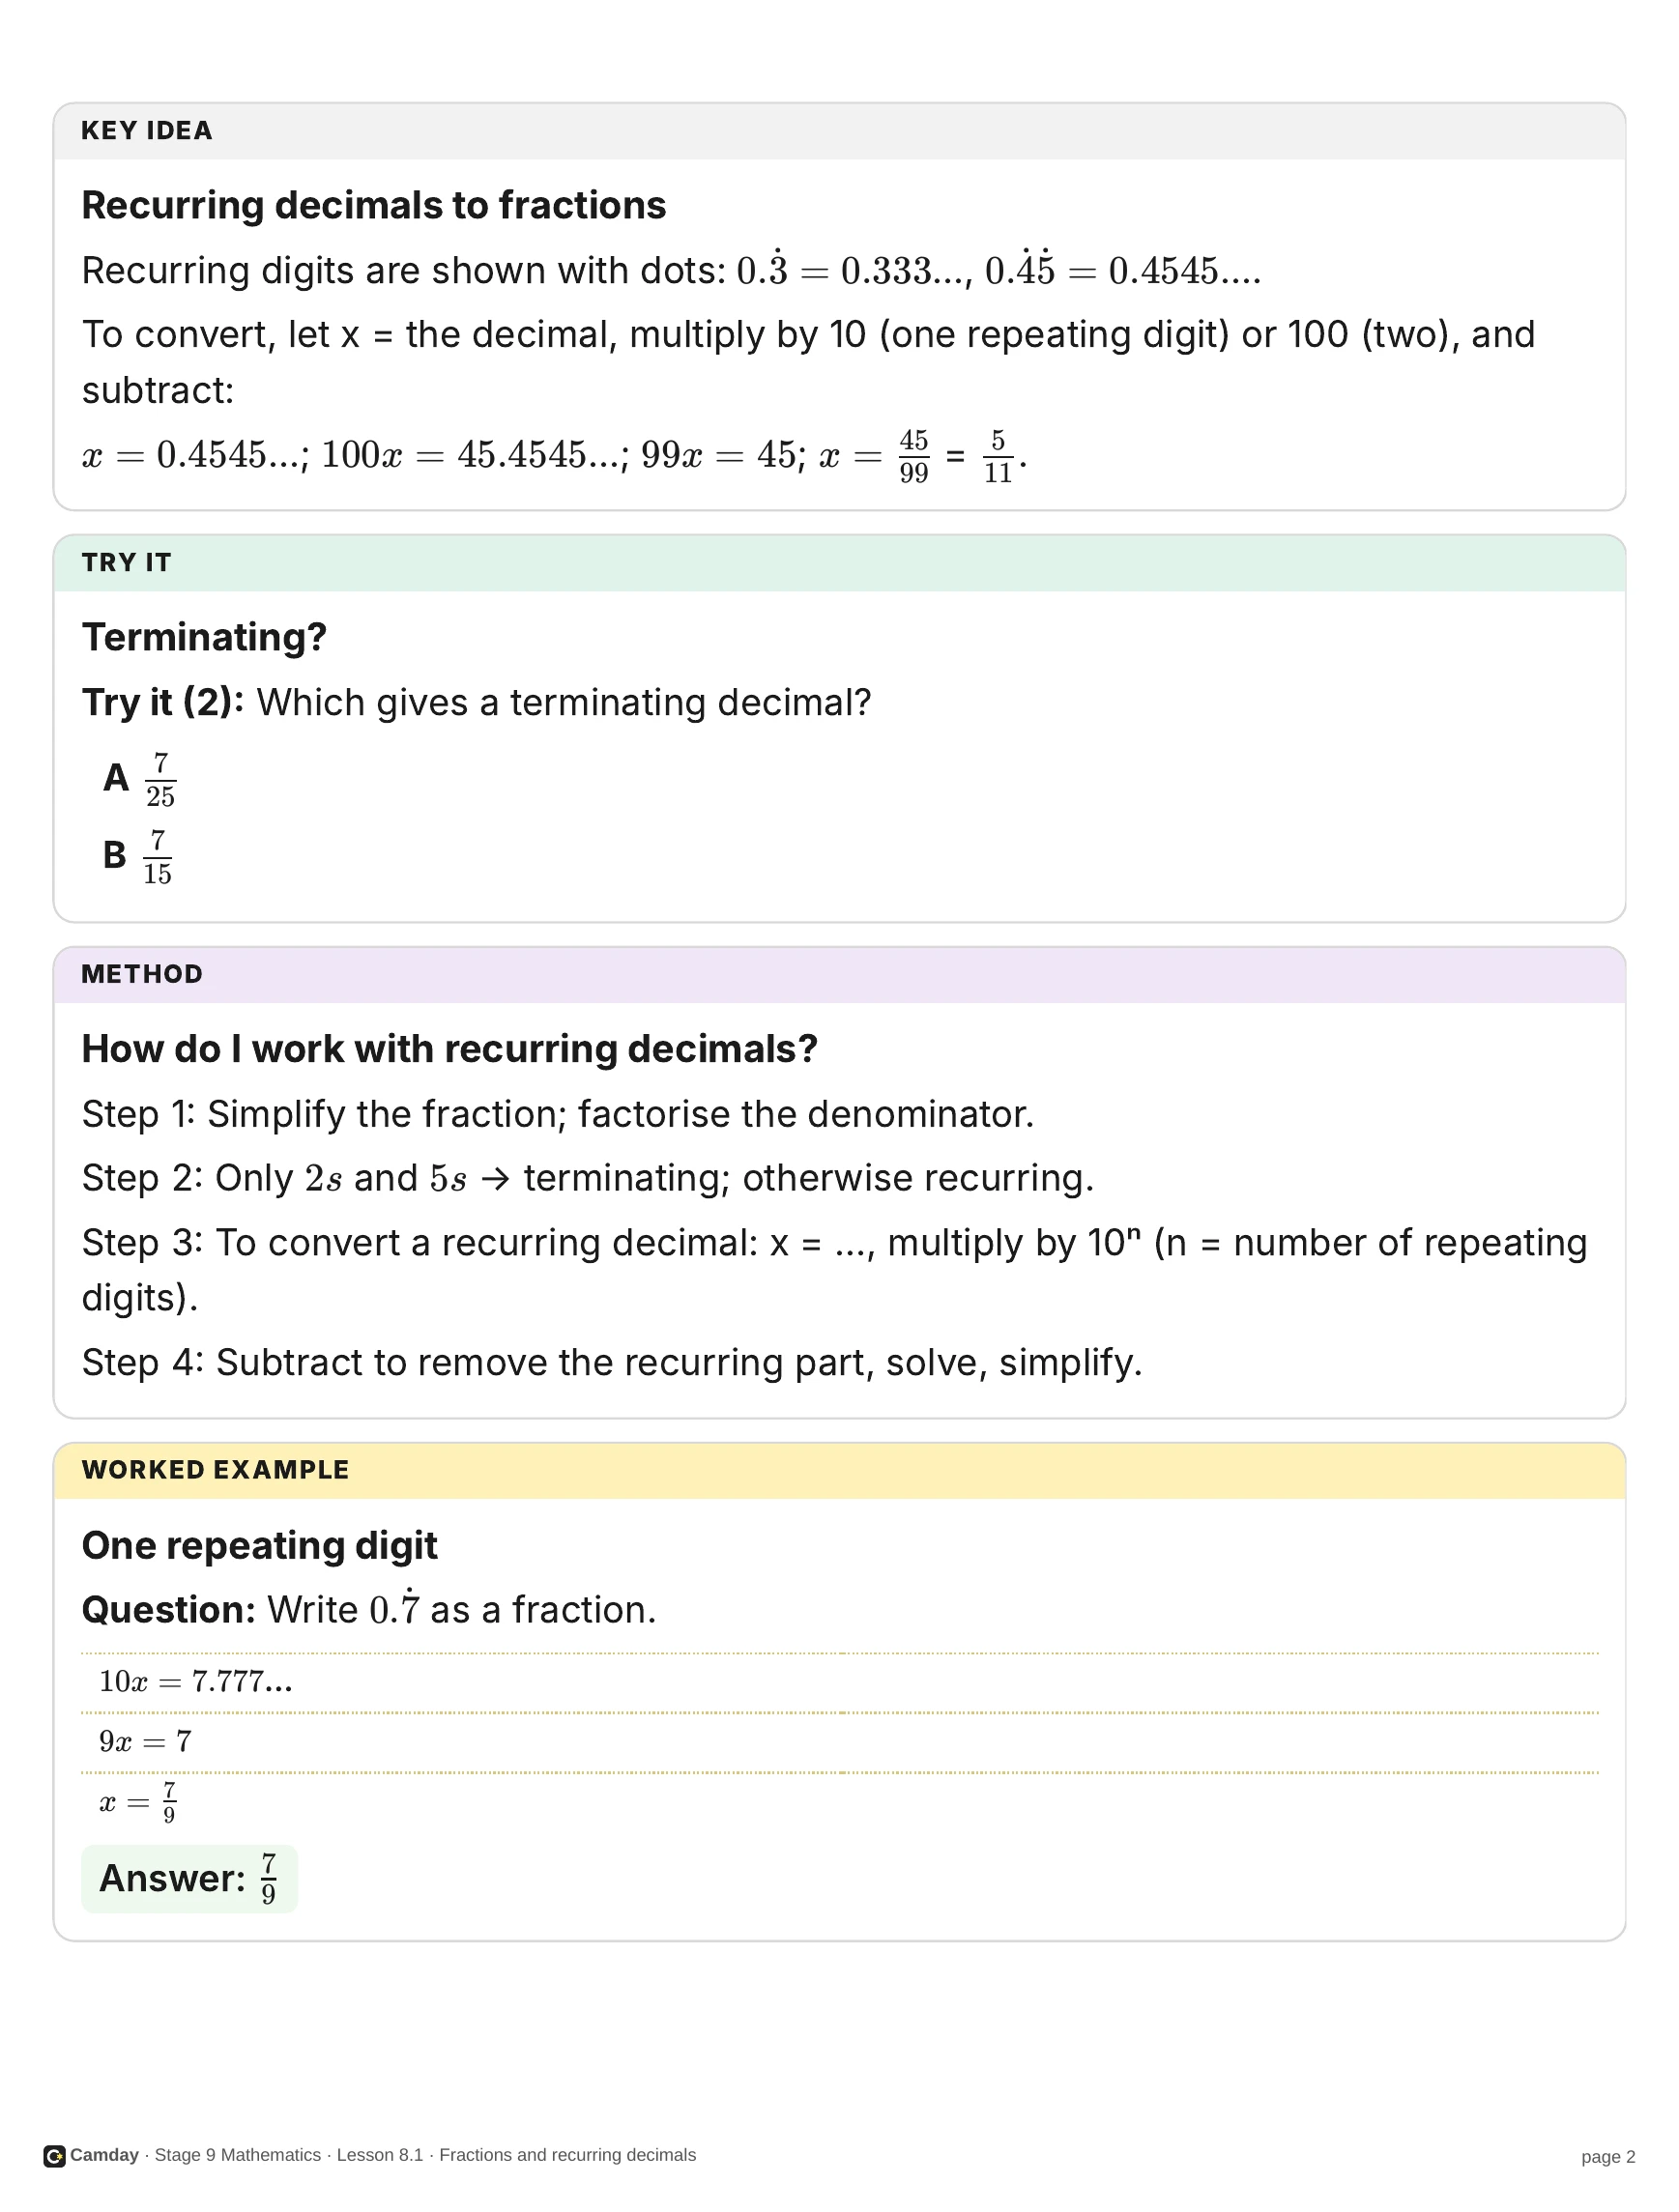 KEY IDEA
Recurring decimals to fractions
Recurring digits are shown with dots: 0.3̇ = 0.333..., 0.4̇5̇ = 0.4545....
To convert, let x = the decimal, multiply by 10 (one repeating digit) or 100 (two), and
subtract:
x = 0.4545...; 100x = 45.4545...; 99x = 45; x = 45/99 = 5/11.
TRY IT
Terminating?
Try it (2): Which gives a terminating decimal?
A 7/25
B 7/15
METHOD
How do I work with recurring decimals?
Step 1: Simplify the fraction; factorise the denominator.
Step 2: Only 2s and 5s → terminating; otherwise recurring.
Step 3: To convert a recurring decimal: x = ..., multiply by 10ⁿ (n = number of repeating
digits).
Step 4: Subtract to remove the recurring part, solve, simplify.
WORKED EXAMPLE
One repeating digit
Question: Write 0.7̇ as a fraction.
10x = 7.777...
9x = 7
x = 7/9
Answer: 7/9
Camday · Stage 9 Mathematics · Lesson 8.1 · Fractions and recurring decimals
page 2